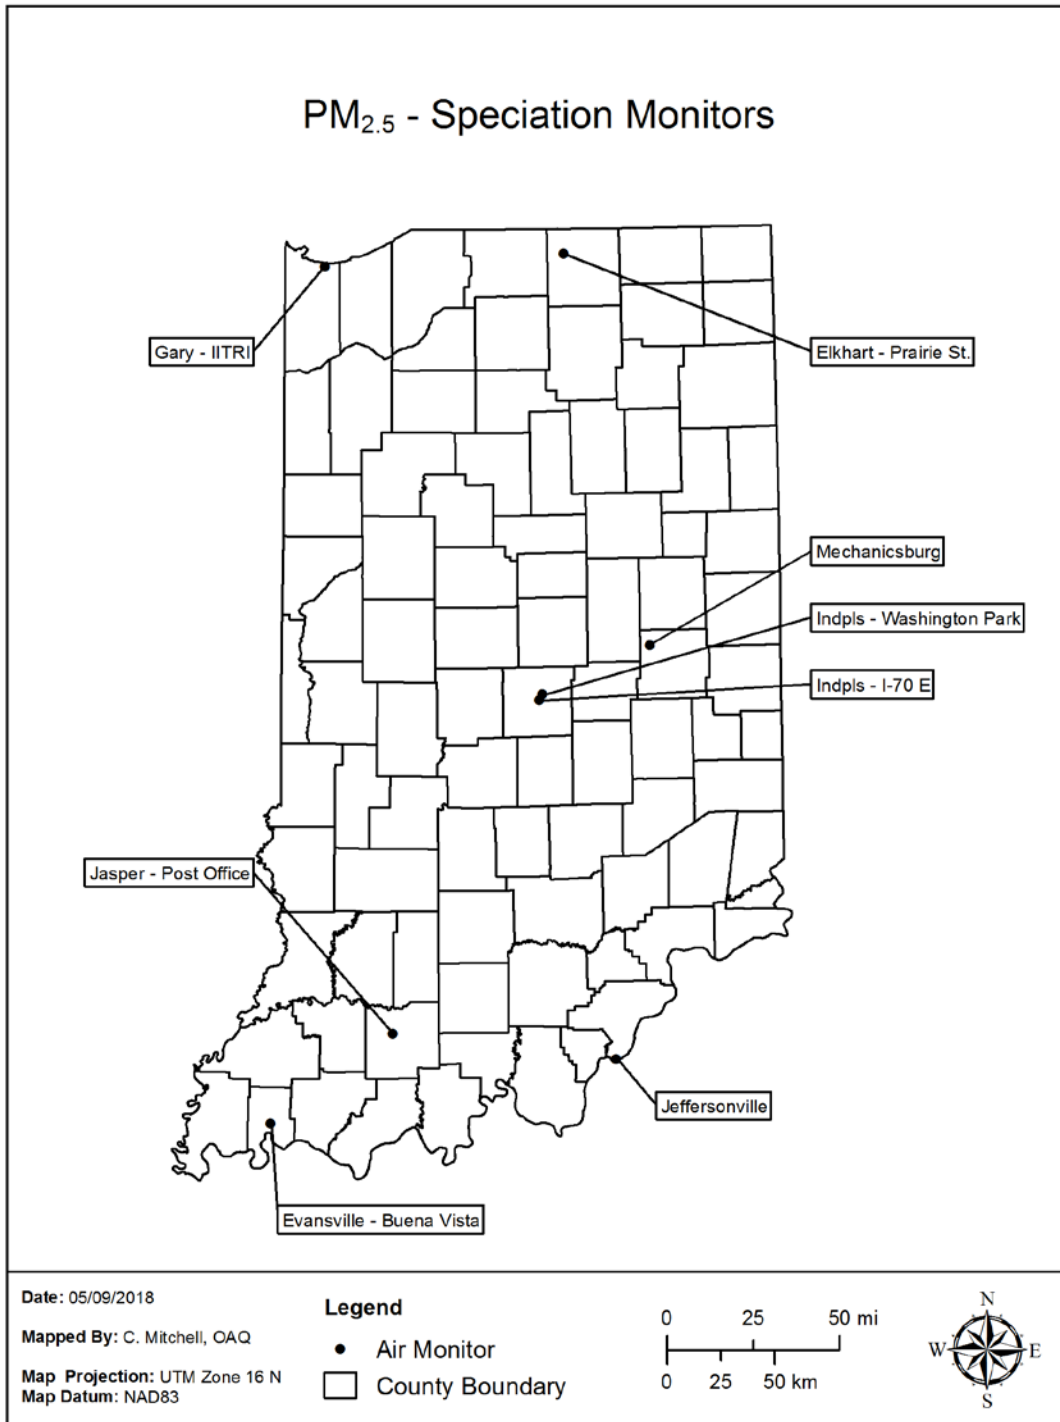 PM2.5 - Speciation Monitors
Gary - IITRI
Elkhart - Prairie St.
Mechanicsburg
Indpls - Washington Park
Indpls - I-70 E
Jasper - Post Office
Jeffersonville
Evansville - Buena Vista
Date: 05/09/2018
Mapped By: C. Mitchell, OAQ
Map Projection: UTM Zone 16 N
Map Datum: NAD83
Legend
Air Monitor
County Boundary
0 25 50 mi
0 25 50 km
N
W E
S